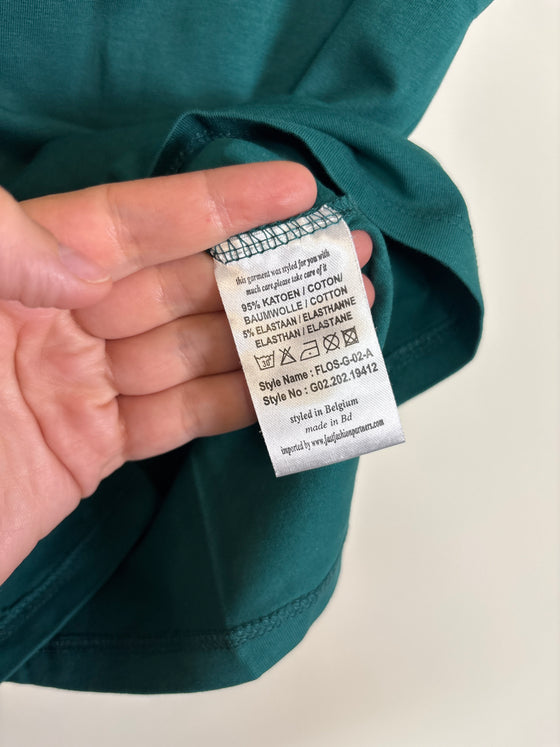 this garment was styled for you with
much care,please take care of it
95% KATOEN / COTON/
BAUMWOLLE / COTTON
5% ELASTAAN / ELASTHANNE
ELASTHAN / ELASTANE
30°
Style Name : FLOS-G-02-A
Style No : G02.202.19412
styled in Belgium
made in Bd
imported by www.Justfashionpartners.com